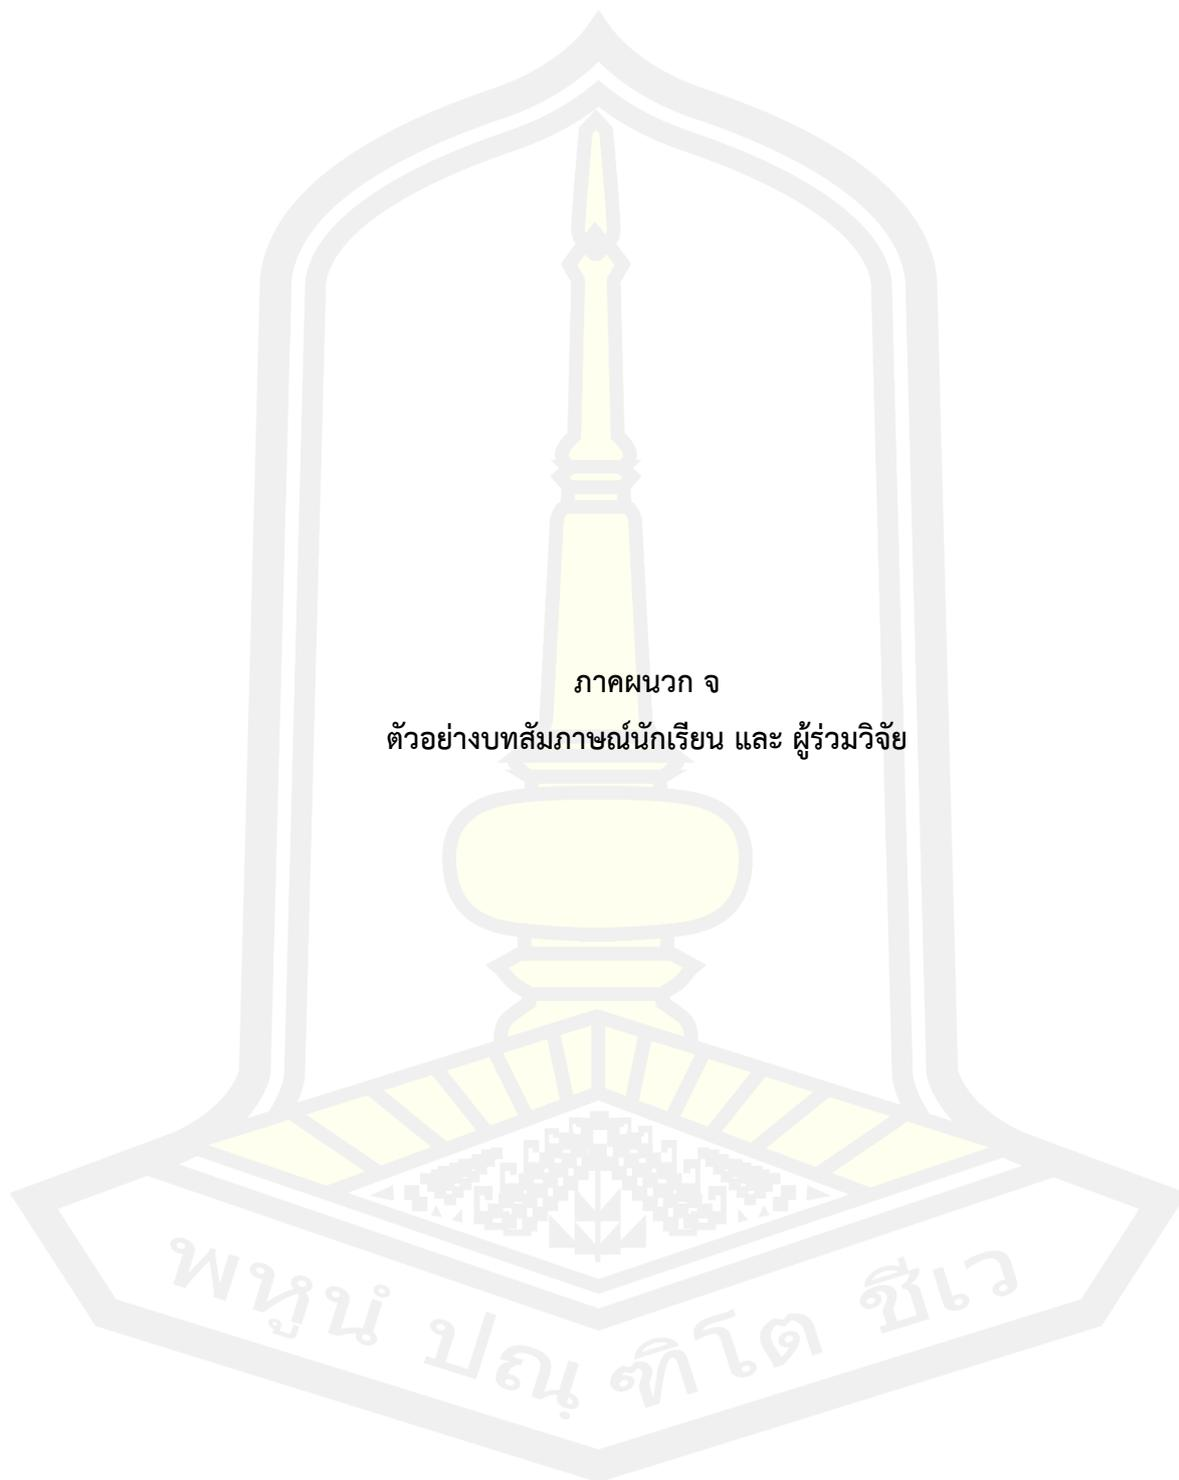 ภาคผนวก จ
ตัวอย่างบทสัมภาษณ์นักเรียน และ ผู้ร่วมวิจัย
พหูนํ ปณฺฑิโต ชีเว